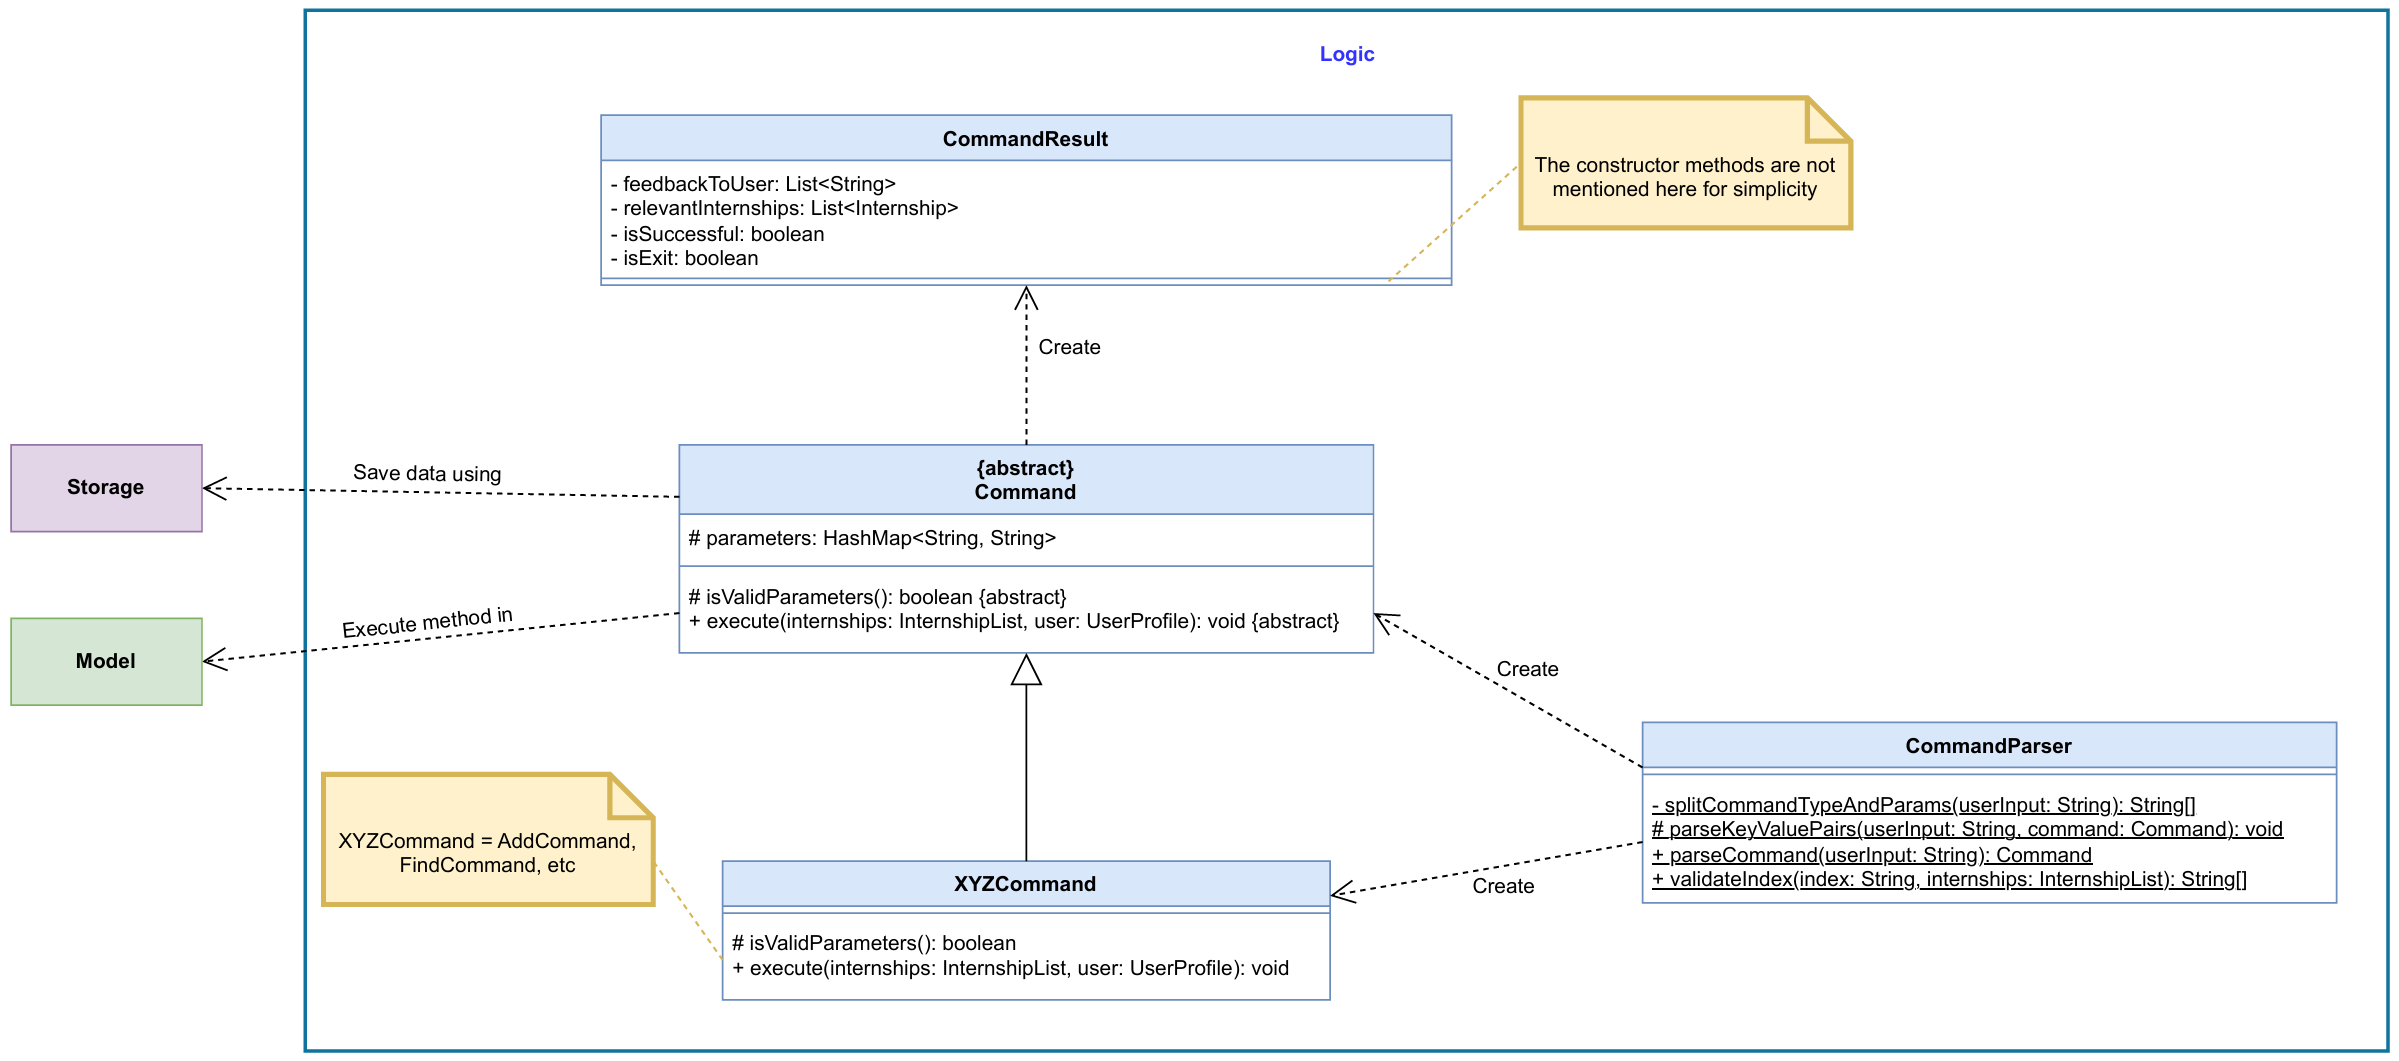 Logic
CommandResult
- feedbackToUser: List<String>
- relevantInternships: List<Internship>
- isSuccessful: boolean
- isExit: boolean
The constructor methods are not
mentioned here for simplicity
Create
Storage
Save data using
{abstract}
Command
# parameters: HashMap<String, String>
# isValidParameters(): boolean {abstract}
+ execute(internships: InternshipList, user: UserProfile): void {abstract}
Execute method in
Model
Create
CommandParser
- splitCommandTypeAndParams(userInput: String): String[]
# parseKeyValuePairs(userInput: String, command: Command): void
+ parseCommand(userInput: String): Command
+ validateIndex(index: String, internships: InternshipList): String[]
XYZCommand = AddCommand,
FindCommand, etc
XYZCommand
# isValidParameters(): boolean
+ execute(internships: InternshipList, user: UserProfile): void
Create